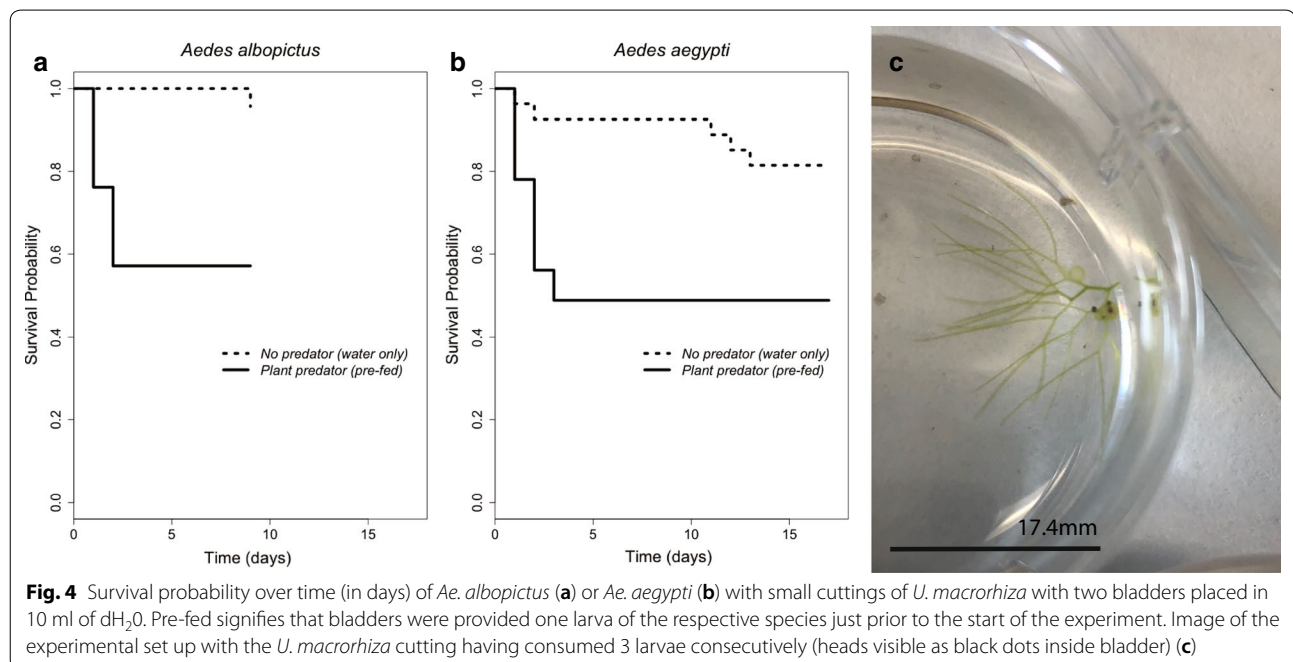 Aedes albopictus
a
1.0
0.8
0.6
0.4
0.2
0.0
Survival Probability
No predator (water only)
Plant predator (pre-fed)
0 5 10 15
Time (days)
Aedes aegypti
b
1.0
0.8
0.6
0.4
0.2
0.0
Survival Probability
No predator (water only)
Plant predator (pre-fed)
0 5 10 15
Time (days)
c
17.4mm
Fig. 4 Survival probability over time (in days) of Ae. albopictus (a) or Ae. aegypti (b) with small cuttings of U. macrorhiza with two bladders placed in
10 ml of dH₂0. Pre-fed signifies that bladders were provided one larva of the respective species just prior to the start of the experiment. Image of the
experimental set up with the U. macrorhiza cutting having consumed 3 larvae consecutively (heads visible as black dots inside bladder) (c)